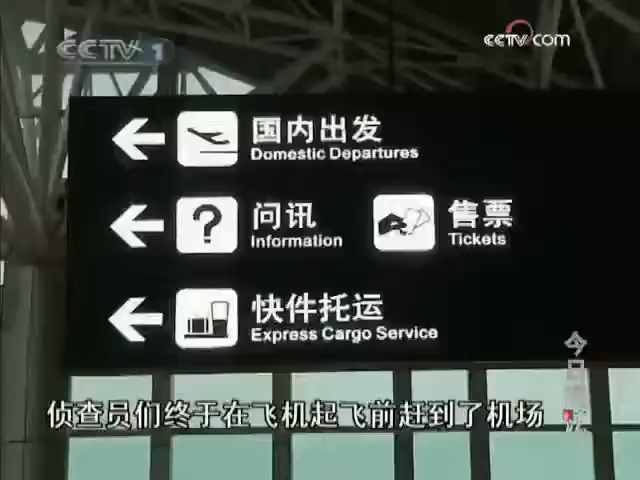 CCTV 1
CCTV.com
国内出发
Domestic Departures
问讯
Information
售票
Tickets
快件托运
Express Cargo Service
今日
侦查员们终于在飞机起飞前赶到了机场